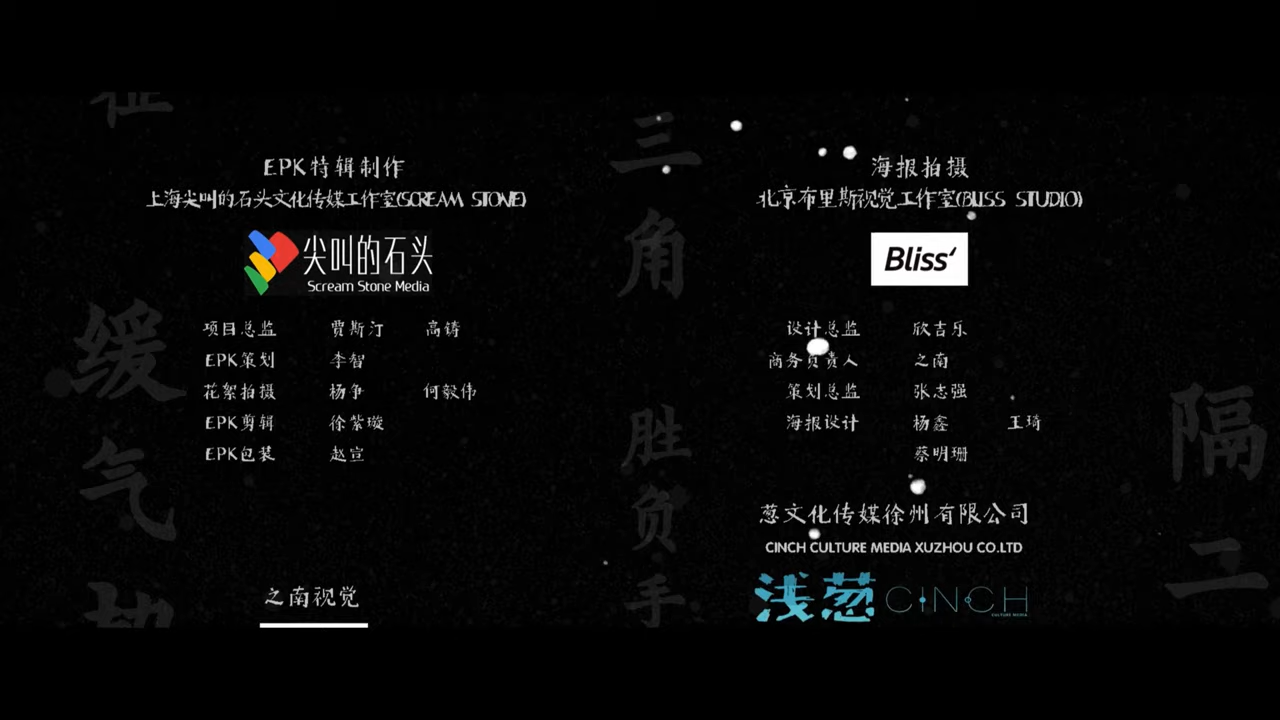 EPK特辑制作
上海尖叫的石头文化传媒工作室(SCREAM STONE)
尖叫的石头
Scream Stone Media
项目总监 贾斯汀 高铸
EPK策划 李智
花絮拍摄 杨争 何毅伟
EPK剪辑 徐紫璇
EPK包装 赵宣
之南视觉
海报拍摄
北京布里斯视觉工作室(BLISS STUDIO)
Bliss‘
设计总监 欣吉乐
商务负责人 之南
策划总监 张志强
海报设计 杨鑫 王琦
蔡明珊
葱文化传媒徐州有限公司
CINCH CULTURE MEDIA XUZHOU CO.LTD
浅葱 CINCH
CULTURE MEDIA
缓气
三角
胜负手
隔二